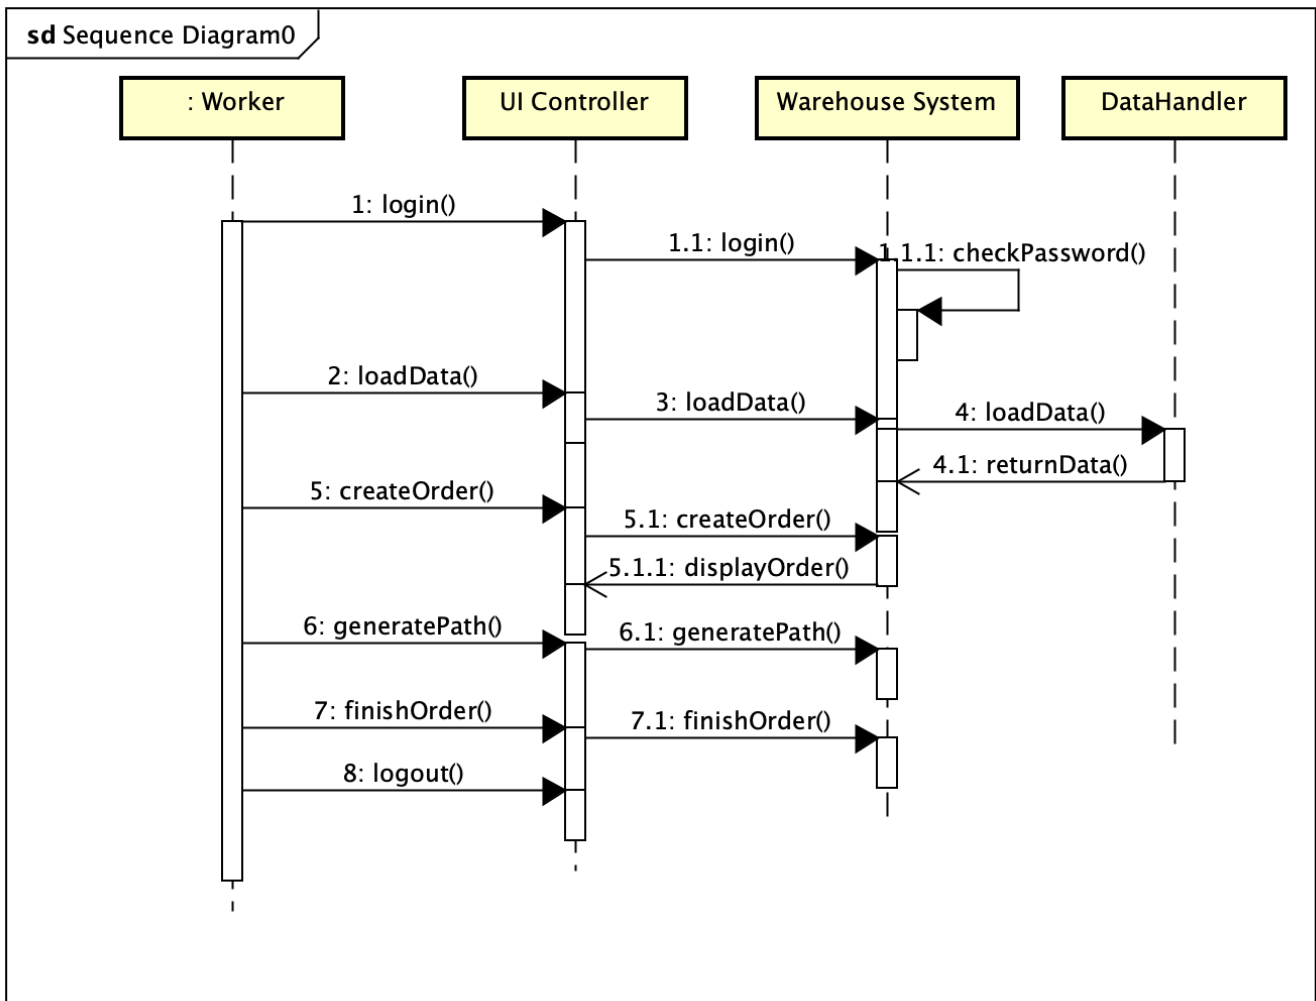 sd Sequence Diagram0
: Worker
UI Controller
Warehouse System
DataHandler
1: login()
1.1: login()
1.1.1: checkPassword()
2: loadData()
3: loadData()
4: loadData()
4.1: returnData()
5: createOrder()
5.1: createOrder()
5.1.1: displayOrder()
6: generatePath()
6.1: generatePath()
7: finishOrder()
7.1: finishOrder()
8: logout()